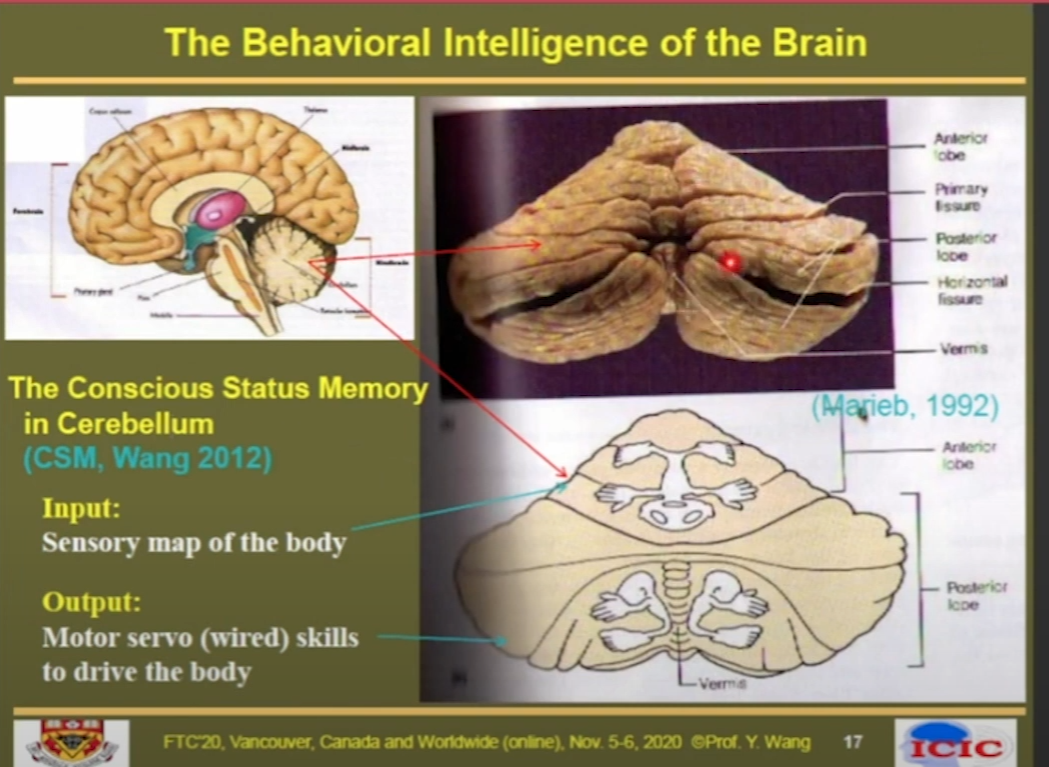 The Behavioral Intelligence of the Brain
Corpus callosum
Thalamus
Midbrain
Forebrain
Hindbrain
Pituitary gland
Pons
Cerebellum
Medulla
Anterior
lobe
Primary
fissure
Posterior
lobe
Horizontal
fissure
Vermis
(Marieb, 1992)
The Conscious Status Memory
in Cerebellum
(CSM, Wang 2012)
Input:
Sensory map of the body
Output:
Motor servo (wired) skills
to drive the body
Anterior
lobe
Posterior
lobe
Vermis
FTC'20, Vancouver, Canada and Worldwide (online), Nov. 5-6, 2020 ©Prof. Y. Wang
17
ICIC